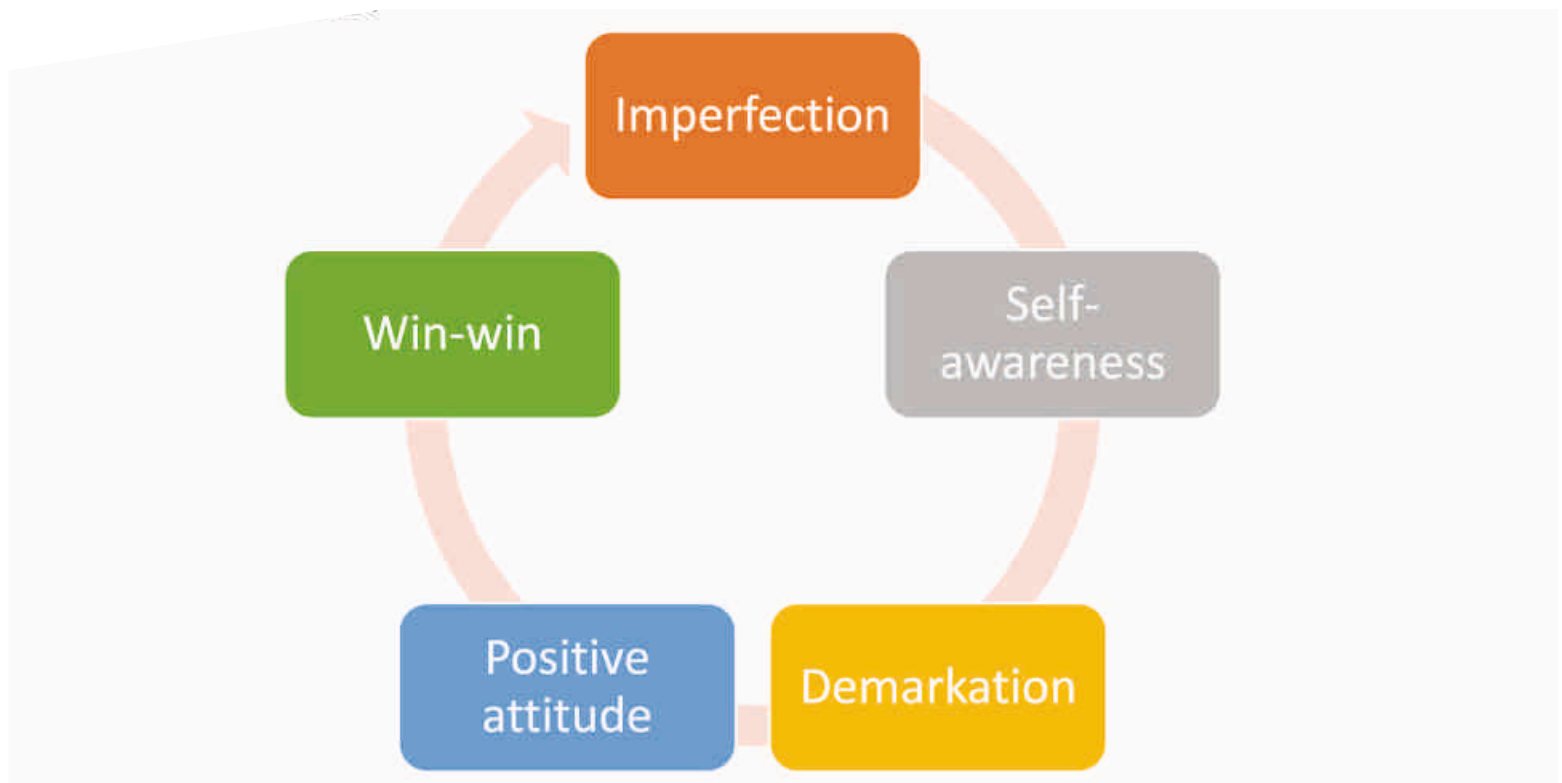 Imperfection
Self-
awareness
Demarkation
Positive
attitude
Win-win